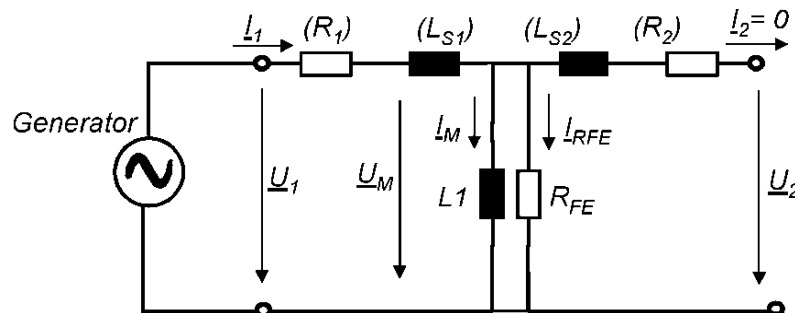 I1 (R1) (LS1) (LS2) (R2) I2= 0
Generator
IM IRFE
U1 UM L1 RFE U2